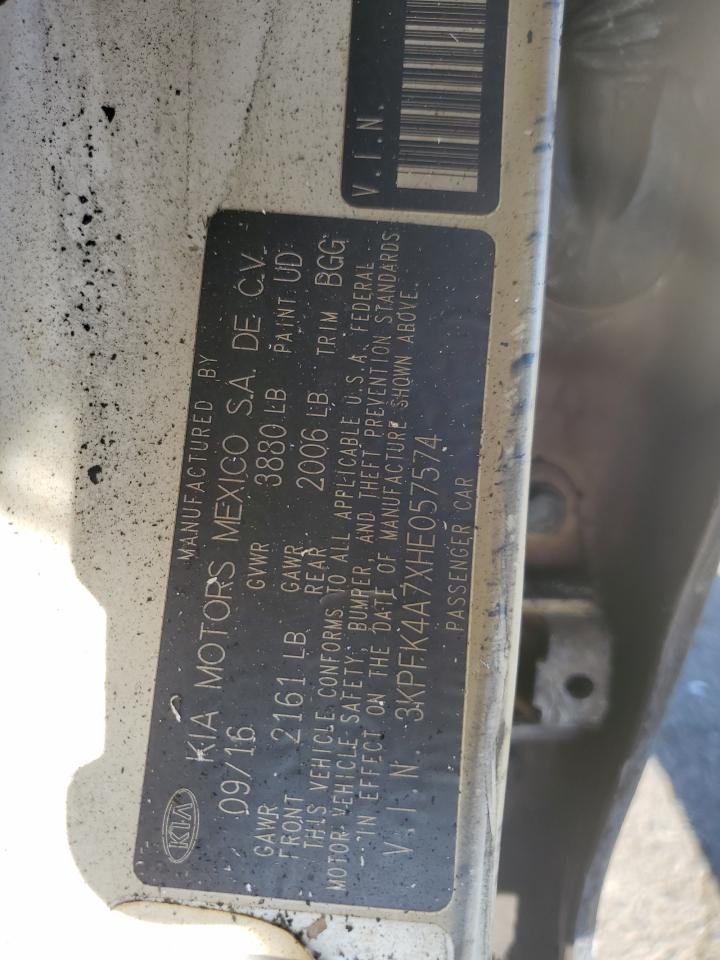 KIA
MANUFACTURED BY
KIA MOTORS MEXICO S.A. DE C.V.
09/16 GVWR 3880 LB PAINT UD
GAWR FRONT 2161 LB GAWR REAR 2006 LB TRIM BGG
THIS VEHICLE CONFORMS TO ALL APPLICABLE U.S.A. FEDERAL
MOTOR VEHICLE SAFETY, BUMPER, AND THEFT PREVENTION STANDARDS
IN EFFECT ON THE DATE OF MANUFACTURE SHOWN ABOVE.
V.I.N. 3KPFK4A7XHE057574
PASSENGER CAR
V.I.N.